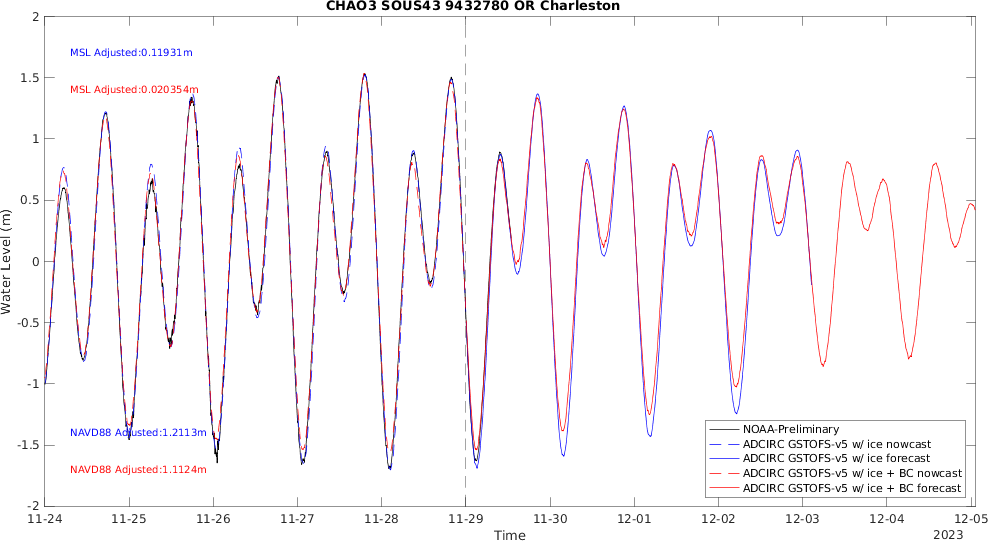 CHAO3 SOUS43 9432780 OR Charleston
2
1.5
1
0.5
0
-0.5
-1
-1.5
-2
Water Level (m)
MSL Adjusted:0.11931m
MSL Adjusted:0.020354m
NAVD88 Adjusted:1.2113m
NAVD88 Adjusted:1.1124m
NOAA-Preliminary
ADCIRC GSTOFS-v5 w/ ice nowcast
ADCIRC GSTOFS-v5 w/ ice forecast
ADCIRC GSTOFS-v5 w/ ice + BC nowcast
ADCIRC GSTOFS-v5 w/ ice + BC forecast
11-24 11-25 11-26 11-27 11-28 11-29 11-30 12-01 12-02 12-03 12-04 12-05
Time
2023